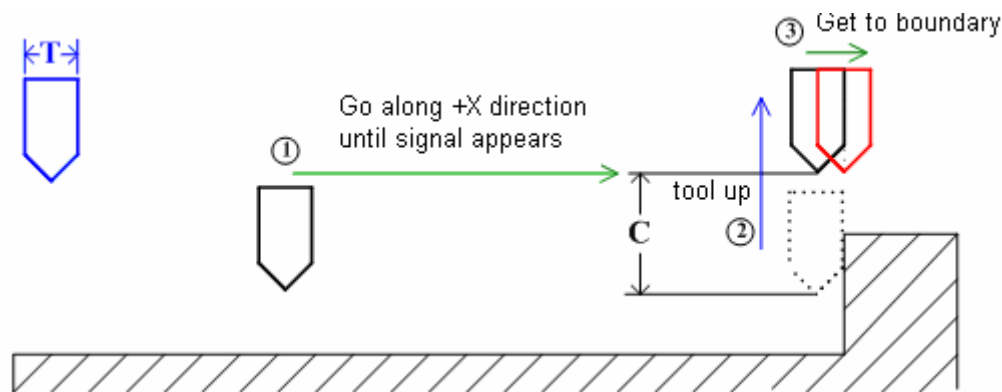 ③ Get to boundary
T
Go along +X direction
until signal appears
①
tool up
C
②